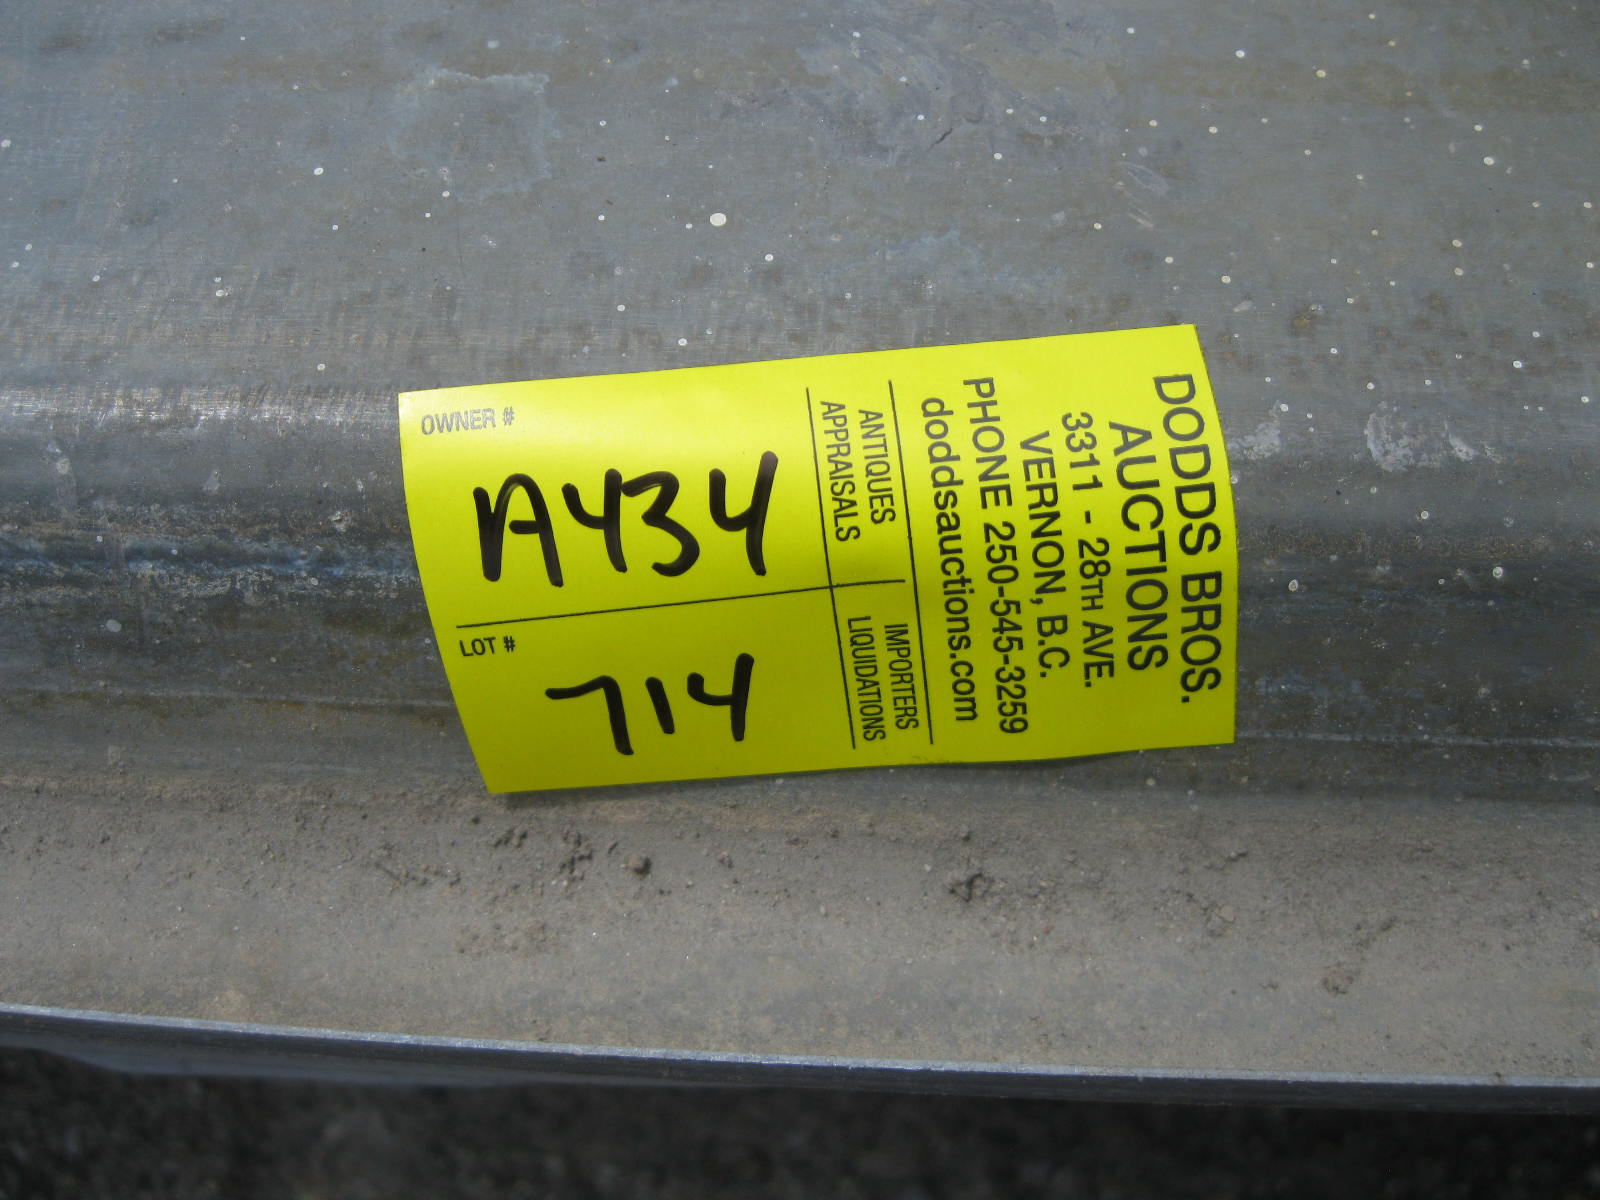 DODDS BROS.
AUCTIONS
3311 - 28TH AVE.
VERNON, B.C.
PHONE 250-545-3259
doddsauctions.com
ANTIQUES
APPRAISALS
IMPORTERS
LIQUIDATIONS
OWNER #
A434
LOT #
714